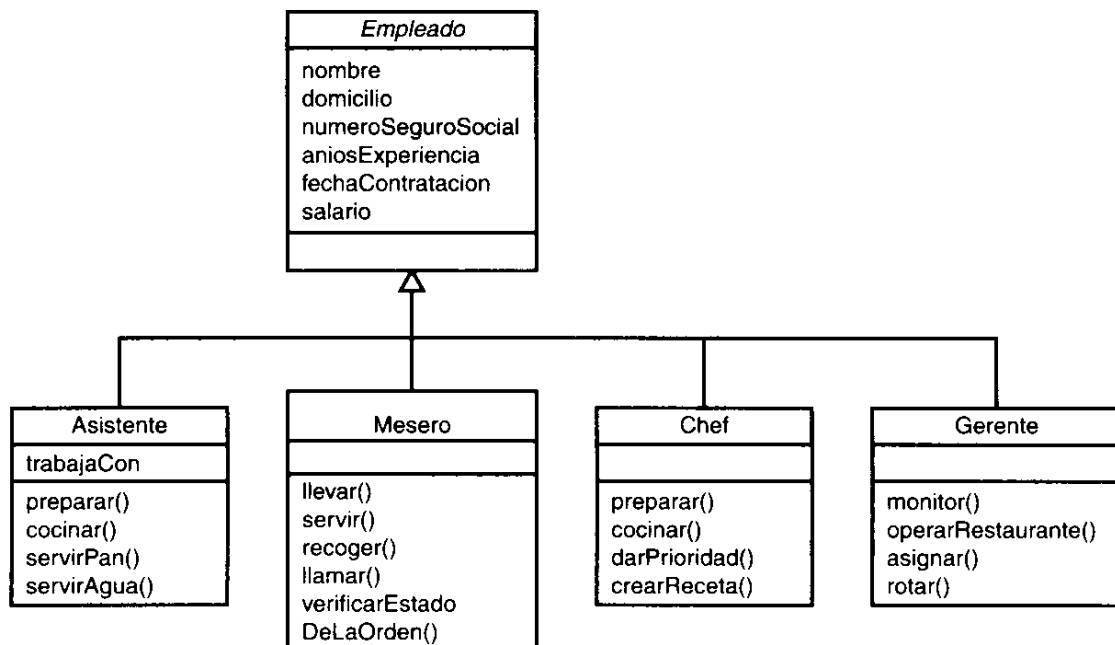 Empleado
nombre
domicilio
numeroSeguroSocial
aniosExperiencia
fechaContratacion
salario
Asistente
trabajaCon
preparar()
cocinar()
servirPan()
servirAgua()
Mesero
llevar()
servir()
recoger()
llamar()
verificarEstado
DeLaOrden()
Chef
preparar()
cocinar()
darPrioridad()
crearReceta()
Gerente
monitor()
operarRestaurante()
asignar()
rotar()